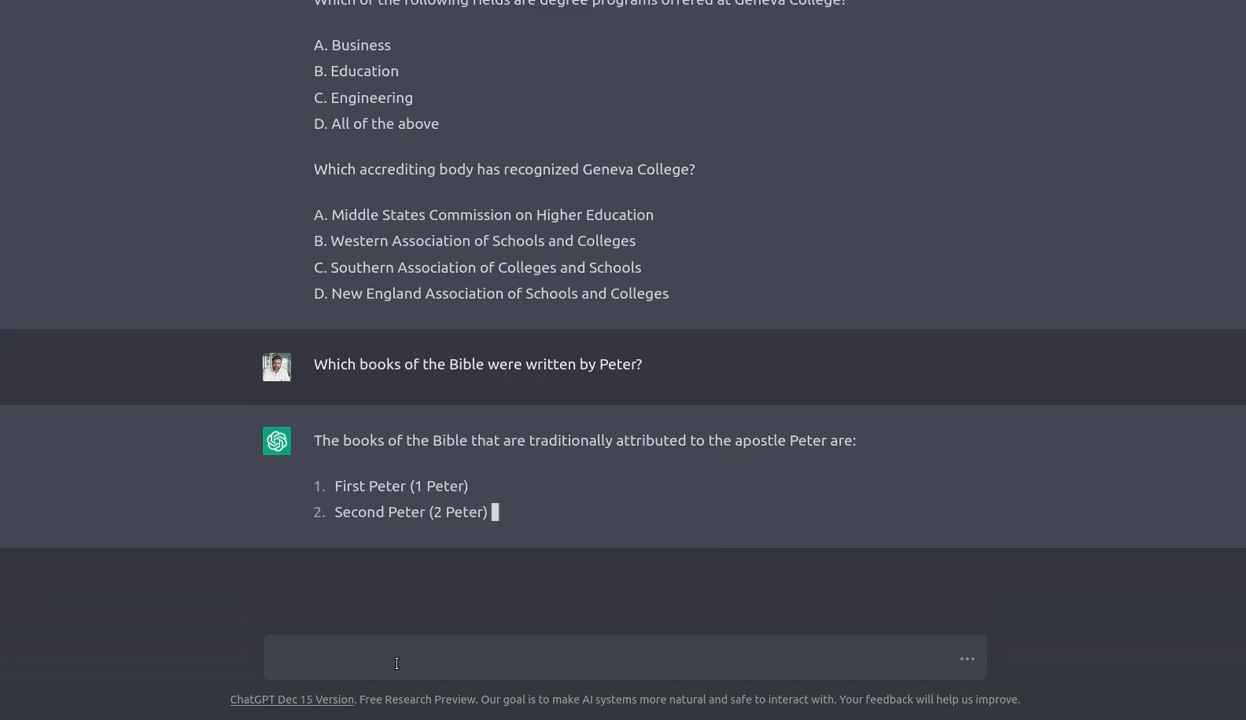 Which of the following fields are degree programs offered at Geneva College?
A. Business
B. Education
C. Engineering
D. All of the above
Which accrediting body has recognized Geneva College?
A. Middle States Commission on Higher Education
B. Western Association of Schools and Colleges
C. Southern Association of Colleges and Schools
D. New England Association of Schools and Colleges
Which books of the Bible were written by Peter?
The books of the Bible that are traditionally attributed to the apostle Peter are:
1. First Peter (1 Peter)
2. Second Peter (2 Peter)
ChatGPT Dec 15 Version. Free Research Preview. Our goal is to make AI systems more natural and safe to interact with. Your feedback will help us improve.